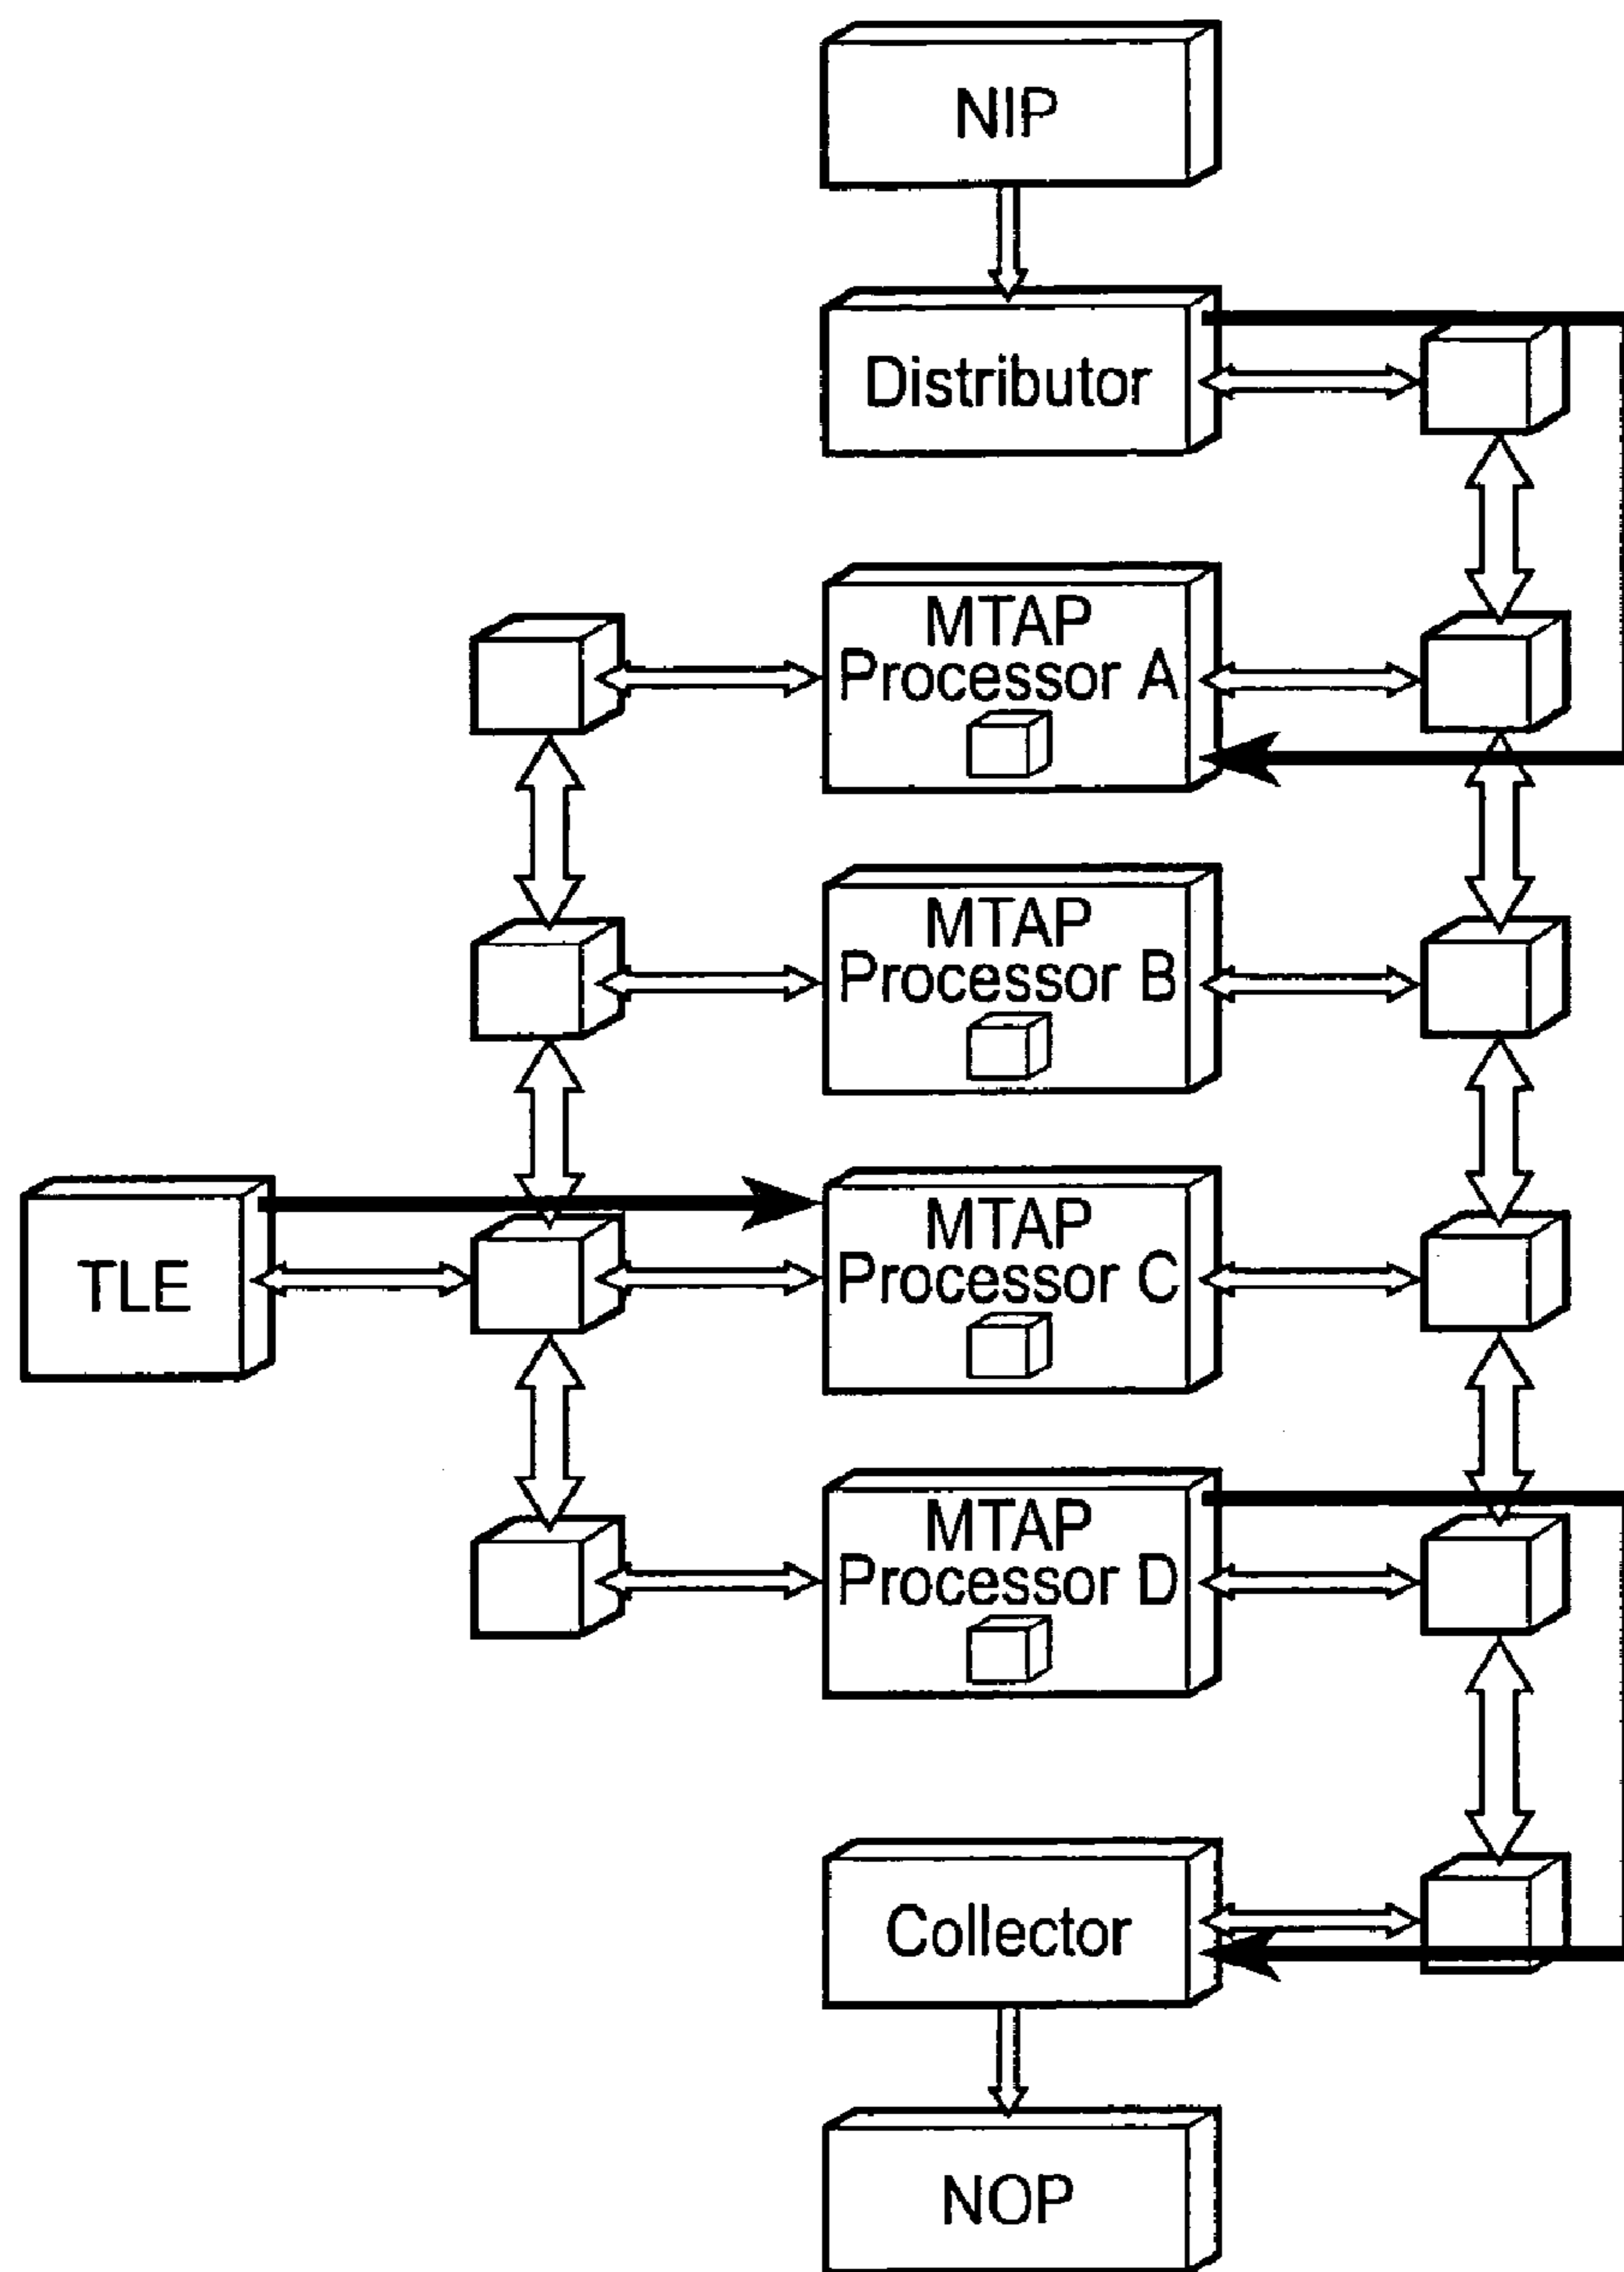 NIP
Distributor
MTAP
Processor A
MTAP
Processor B
MTAP
Processor C
TLE
MTAP
Processor D
Collector
NOP